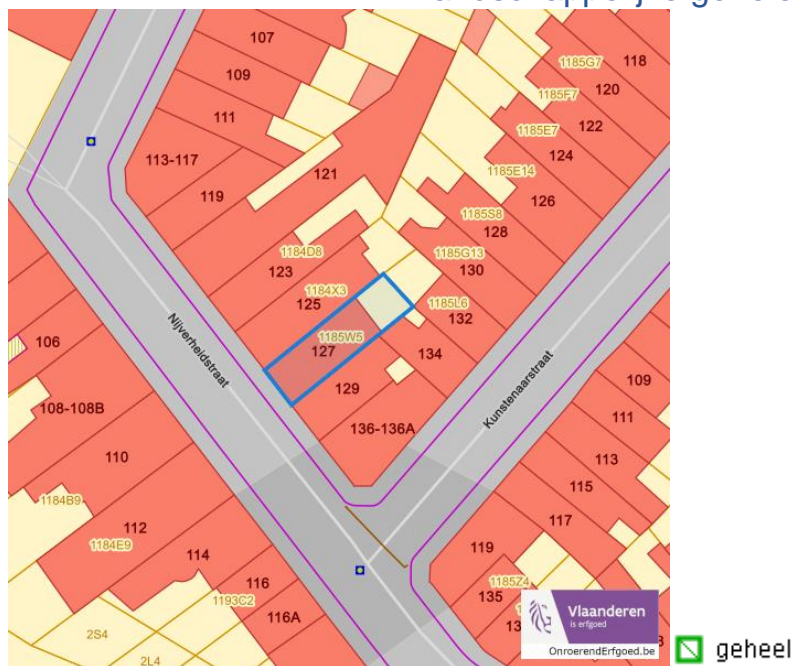 107
118
1185G7
109
120
1185F7
111
122
1185E7
124
113-117
121
1185E14
119
126
1185S8
128
1184D8
1185G13
123
130
1184X3
125
1185L6
132
Nijverheidstraat
1185W5
106
127
134
129
Kunstenaarstraat
109
108-108B
111
136-136A
110
113
115
1184B9
117
112
1184E9
114
119
116
1185Z4
135
1193C2
116A
2S4
2L4
Vlaanderen
is erfgoed
OnroerendErfgoed.be
geheel